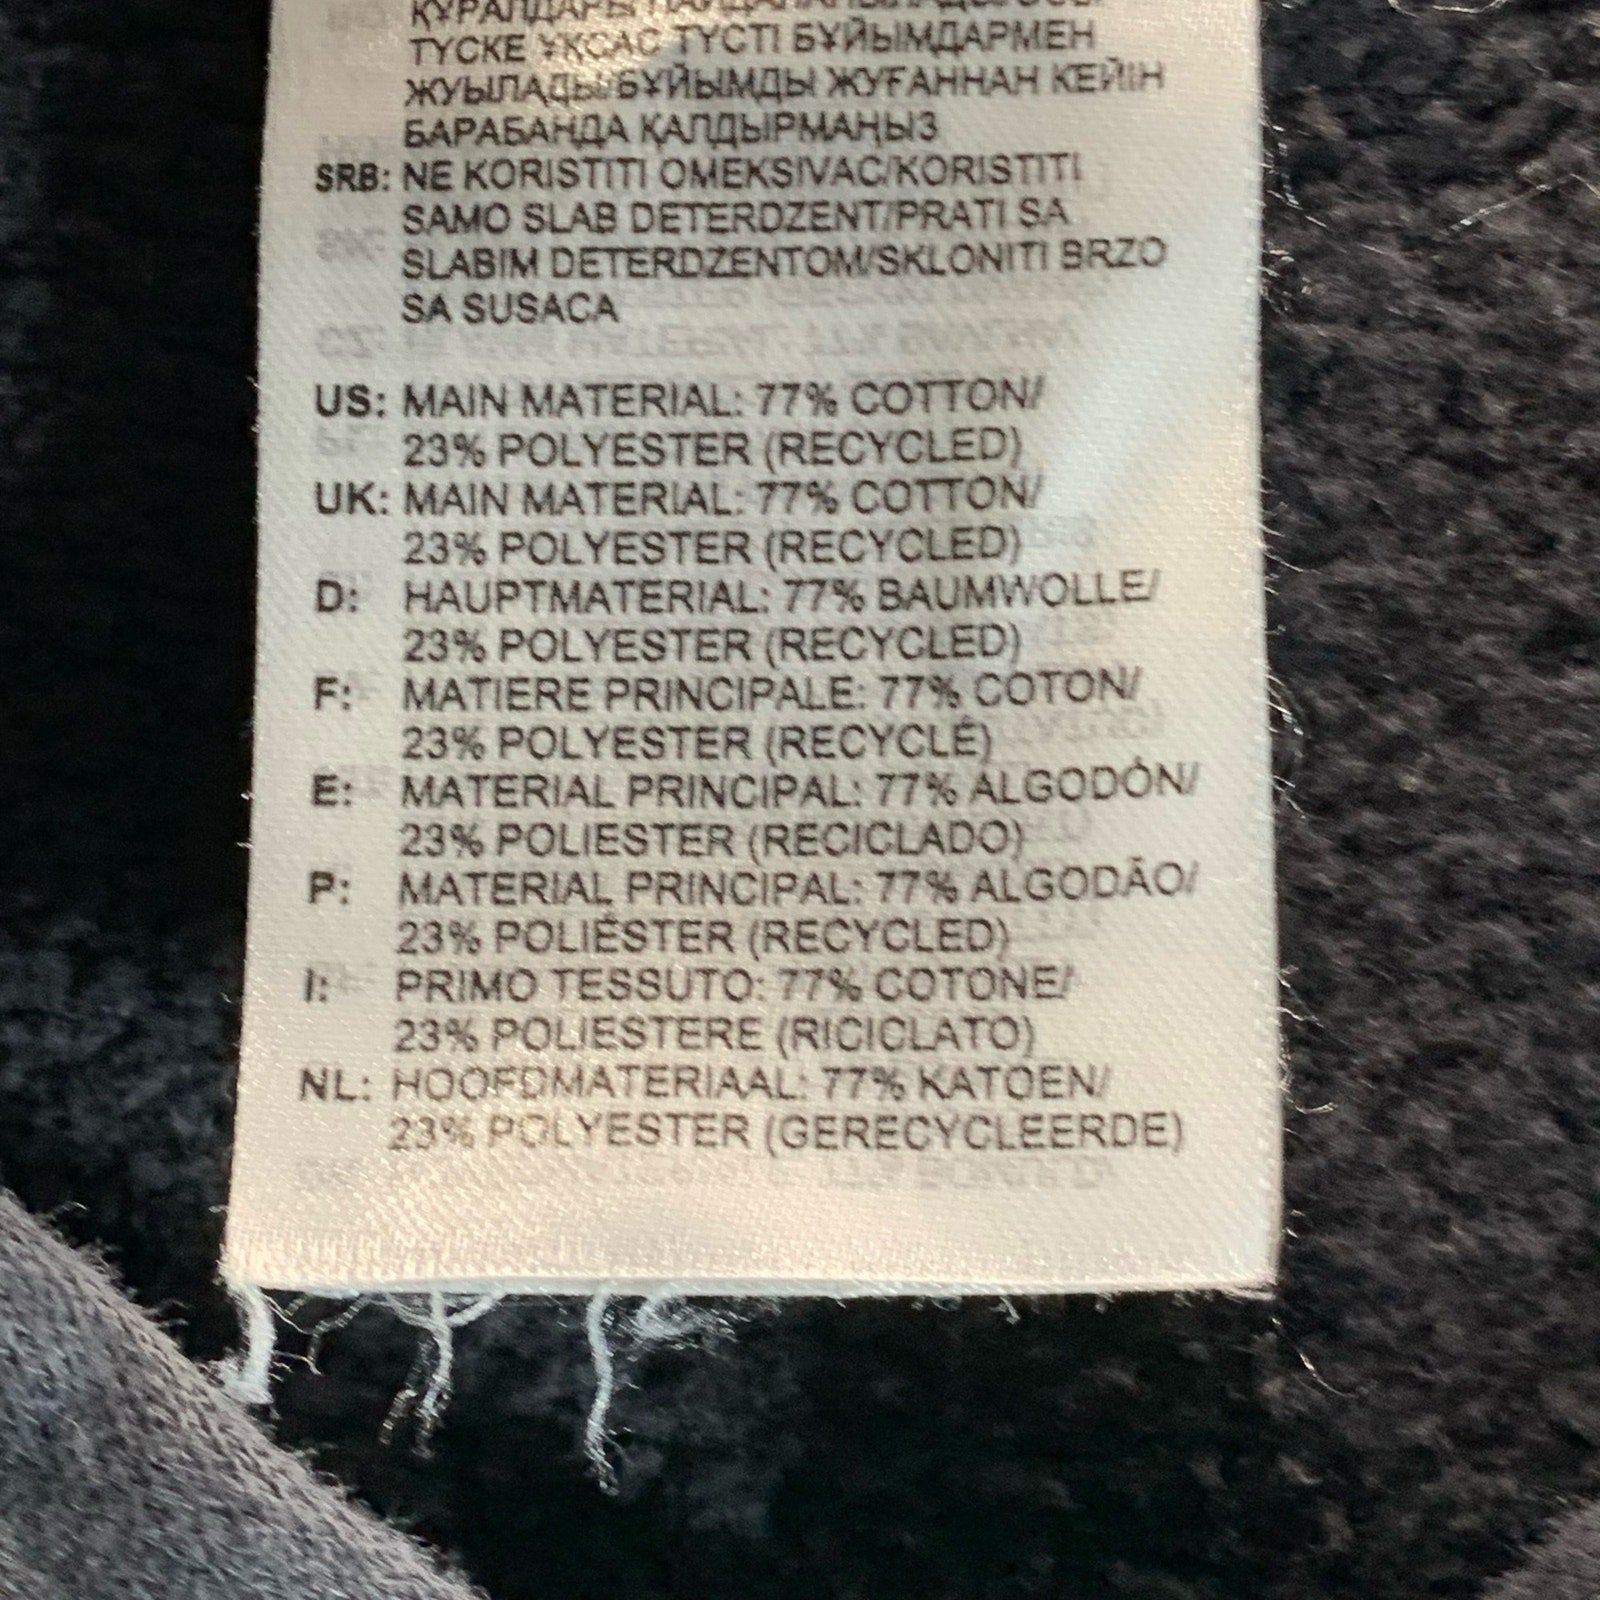 ТҮСКЕ ҰҚСАС ТҮСТІ БҰЙЫМДАРМЕН
ЖУЫЛАДЫ/БҰЙЫМДЫ ЖУҒАННАН КЕЙІН
БАРАБАНДА ҚАЛДЫРМАҢЫЗ
SRB: NE KORISTITI OMEKSIVAC/KORISTITI
SAMO SLAB DETERDZENT/PRATI SA
SLABIM DETERDZENTOM/SKLONITI BRZO
SA SUSACA
US: MAIN MATERIAL: 77% COTTON/
23% POLYESTER (RECYCLED)
UK: MAIN MATERIAL: 77% COTTON/
23% POLYESTER (RECYCLED)
D: HAUPTMATERIAL: 77% BAUMWOLLE/
23% POLYESTER (RECYCLED)
F: MATIERE PRINCIPALE: 77% COTON/
23% POLYESTER (RECYCLÉ)
E: MATERIAL PRINCIPAL: 77% ALGODÓN/
23% POLIESTER (RECICLADO)
P: MATERIAL PRINCIPAL: 77% ALGODÃO/
23% POLIÉSTER (RECYCLED)
I: PRIMO TESSUTO: 77% COTONE/
23% POLIESTERE (RICICLATO)
NL: HOOFDMATERIAAL: 77% KATOEN/
23% POLYESTER (GERECYCLEERDE)